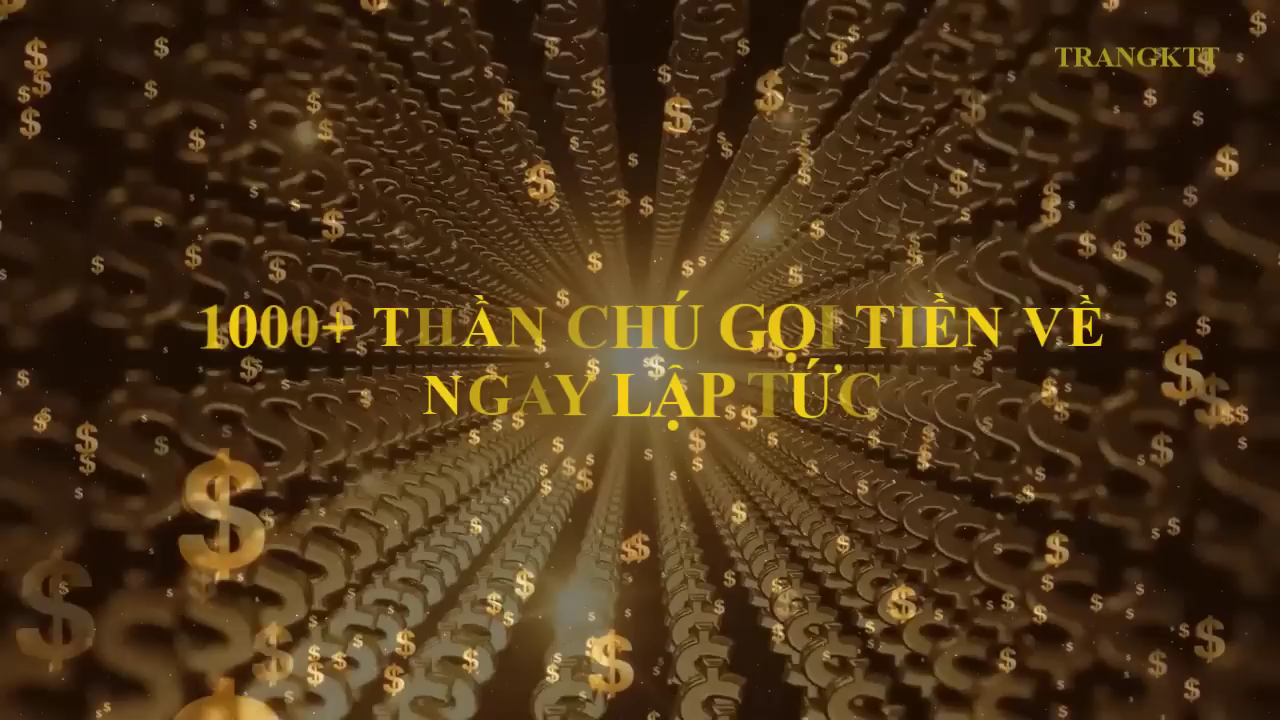 TRANGKTT
1000+ THẦN CHÚ GỌI TIỀN VỀ
NGAY LẬP TỨC